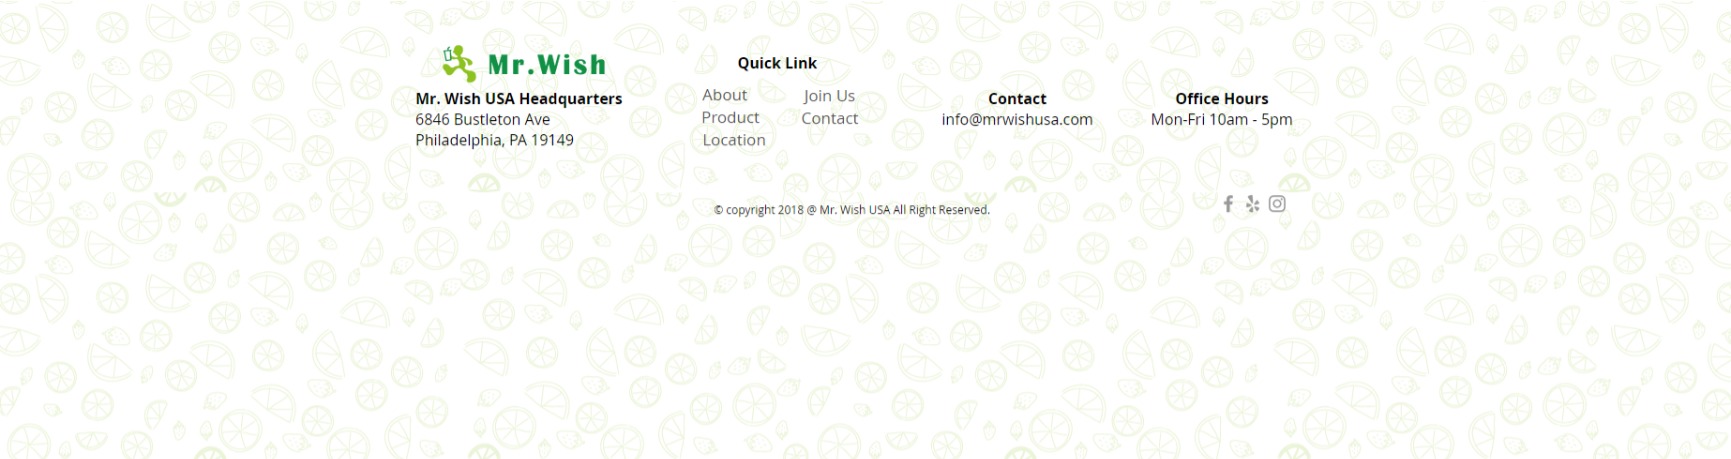 Mr.Wish
Mr. Wish USA Headquarters
6846 Bustleton Ave
Philadelphia, PA 19149
Quick Link
About
Product
Location
Join Us
Contact
Contact
info@mrwishusa.com
Office Hours
Mon-Fri 10am - 5pm
© copyright 2018 @ Mr. Wish USA All Right Reserved.